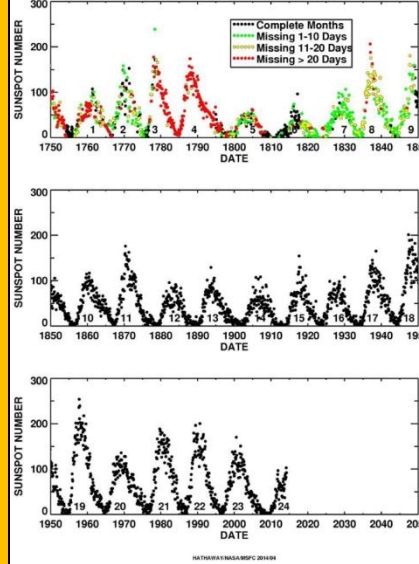 300
Complete Months
Missing 1-10 Days
Missing 11-20 Days
Missing > 20 Days
200
100
0
SUNSPOT NUMBER
1 2 3 4 5 6 7 8 9
1750 1760 1770 1780 1790 1800 1810 1820 1830 1840
DATE
300
200
100
0
SUNSPOT NUMBER
10 11 12 13 14 15 16 17 18
1850 1860 1870 1880 1890 1900 1910 1920 1930 1940
DATE
300
200
100
0
SUNSPOT NUMBER
19 20 21 22 23 24
1950 1960 1970 1980 1990 2000 2010 2020 2030 2040
DATE
HATHAWAY/NASA/MSFC 2014/04